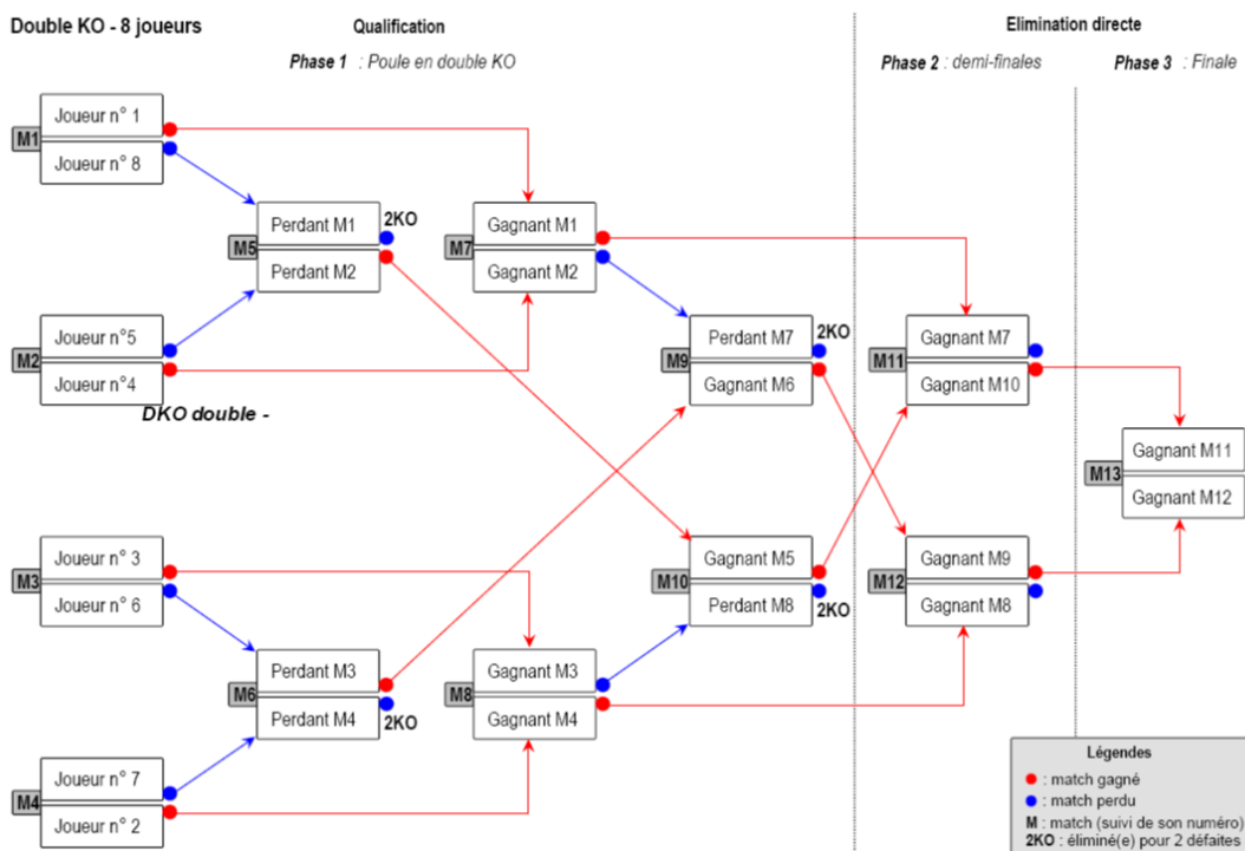 Double KO - 8 joueurs
Qualification
Elimination directe
Phase 1 : Poule en double KO
Phase 2 : demi-finales
Phase 3 : Finale
M1
Joueur n° 1
Joueur n° 8
M5
Perdant M1
Perdant M2
2KO
M7
Gagnant M1
Gagnant M2
M2
Joueur n°5
Joueur n°4
DKO double -
M9
Perdant M7
Gagnant M6
2KO
M11
Gagnant M7
Gagnant M10
M13
Gagnant M11
Gagnant M12
M3
Joueur n° 3
Joueur n° 6
M10
Gagnant M5
Perdant M8
2KO
M12
Gagnant M9
Gagnant M8
M6
Perdant M3
Perdant M4
2KO
M8
Gagnant M3
Gagnant M4
M4
Joueur n° 7
Joueur n° 2
Légendes
: match gagné
: match perdu
M : match (suivi de son numéro)
2KO : éliminé(e) pour 2 défaites